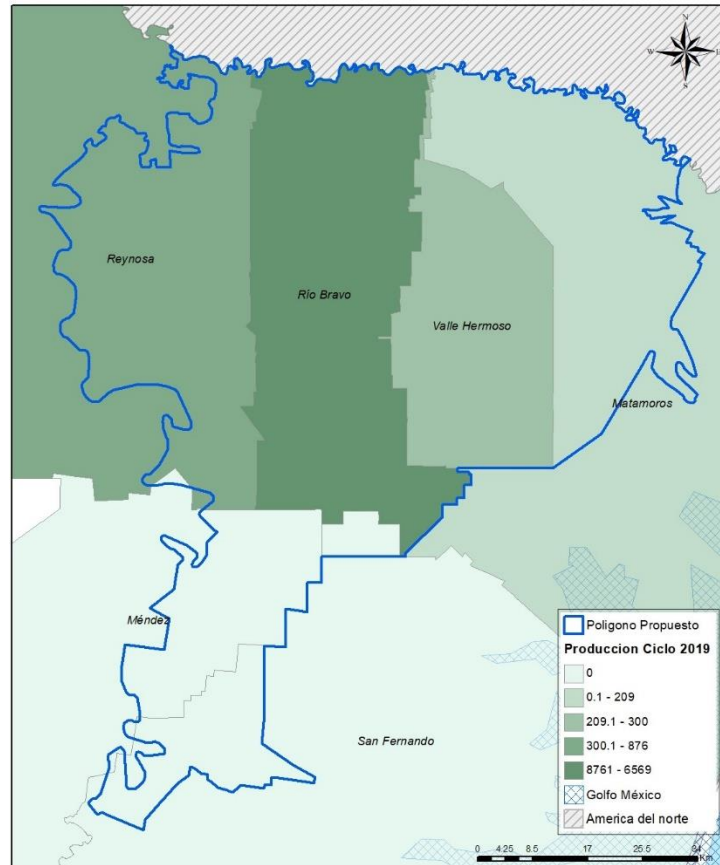 N
W E
S
Reynosa
Río Bravo
Valle Hermoso
Matamoros
Méndez
San Fernando
Poligono Propuesto
Produccion Ciclo 2019
0
0.1 - 209
209.1 - 300
300.1 - 876
8761 - 6569
Golfo México
America del norte
0 4.25 8.5 17 25.5 34
Km